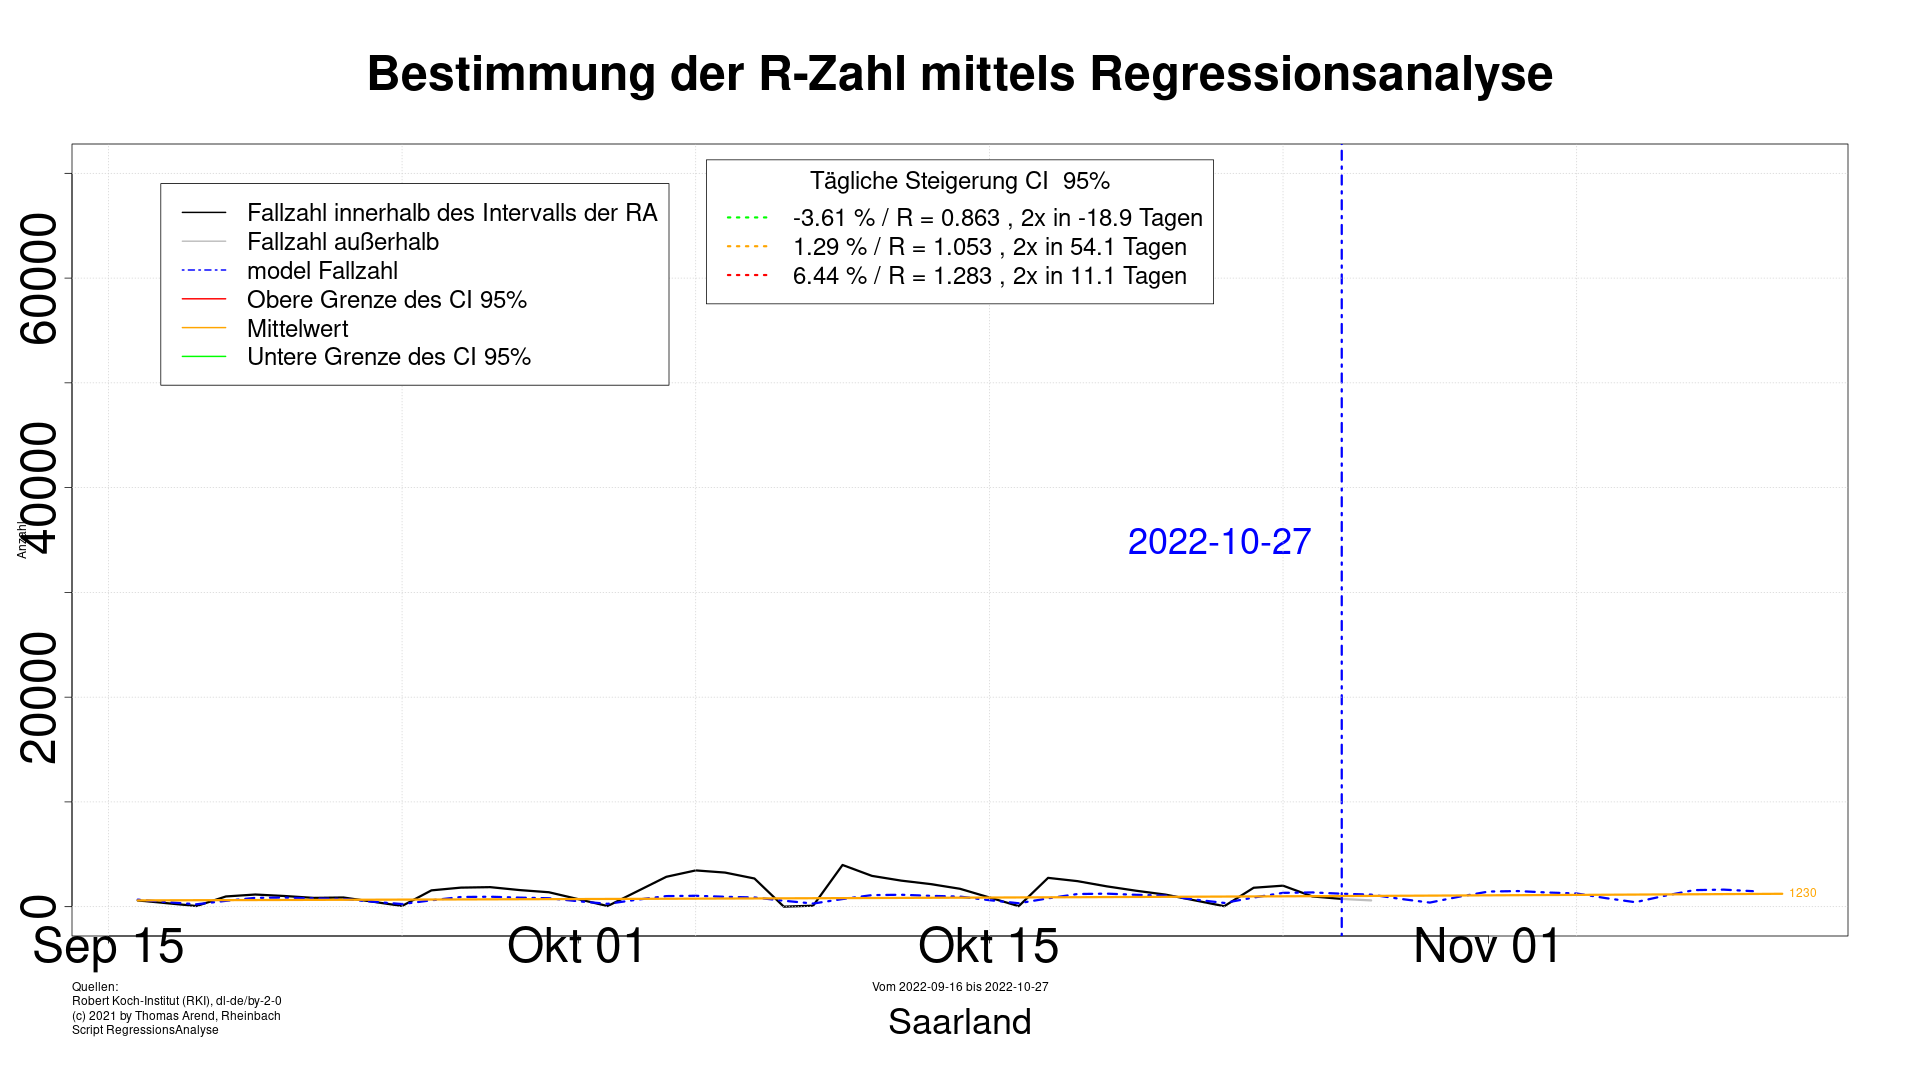 Bestimmung der R-Zahl mittels Regressionsanalyse
Fallzahl innerhalb des Intervalls der RA
Fallzahl außerhalb
model Fallzahl
Obere Grenze des CI 95%
Mittelwert
Untere Grenze des CI 95%
Tägliche Steigerung CI  95%
-3.61 % / R = 0.863 , 2x in -18.9 Tagen
1.29 % / R = 1.053 , 2x in 54.1 Tagen
6.44 % / R = 1.283 , 2x in 11.1 Tagen
60000
40000
20000
0
Anzahl
2022-10-27
1230
Sep 15
Okt 01
Okt 15
Nov 01
Quellen:
Robert Koch-Institut (RKI), dl-de/by-2-0
(c) 2021 by Thomas Arend, Rheinbach
Script RegressionsAnalyse
Vom 2022-09-16 bis 2022-10-27
Saarland